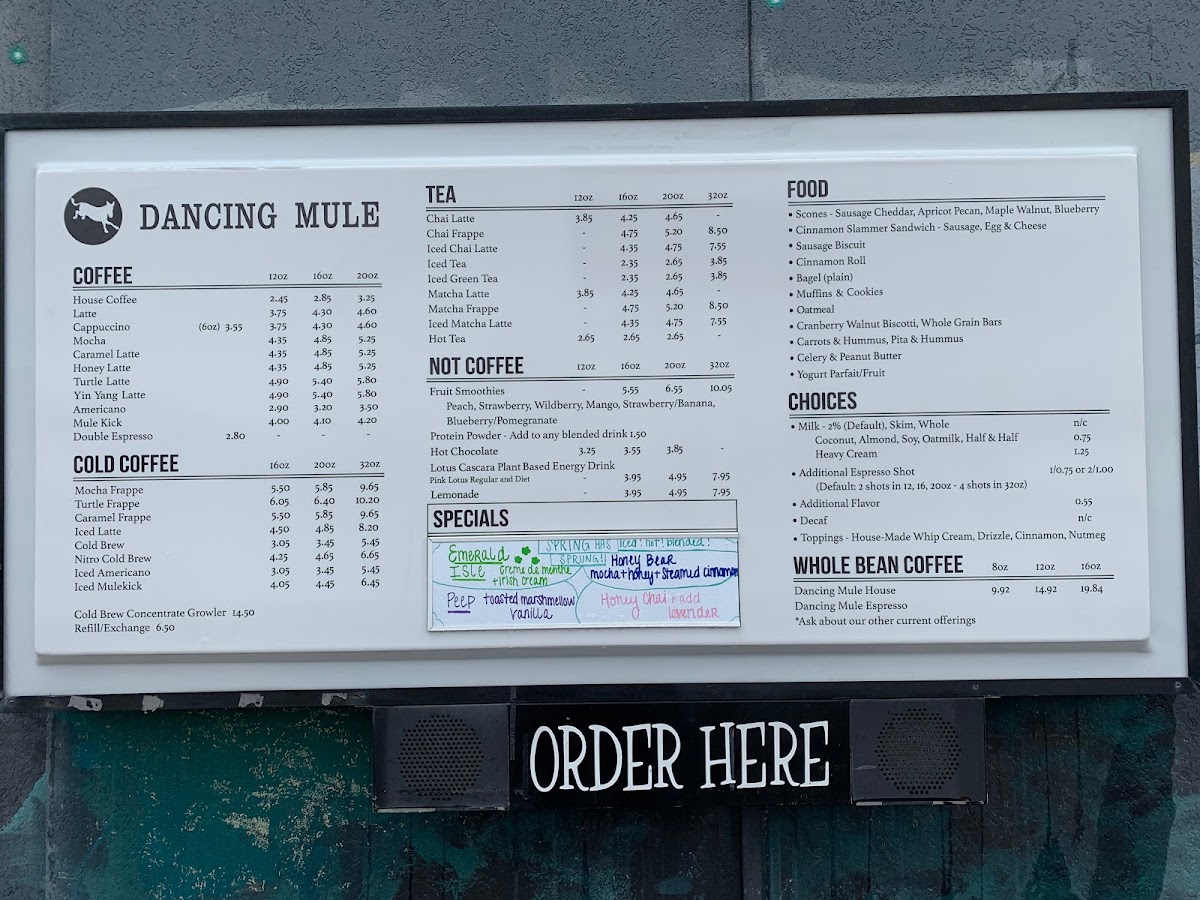 DANCING MULE
COFFEE 12oz 16oz 20oz
House Coffee 2.45 2.85 3.25
Latte 3.75 4.30 4.60
Cappuccino (6oz) 3.55 3.75 4.30 4.60
Mocha 4.35 4.85 5.25
Caramel Latte 4.35 4.85 5.25
Honey Latte 4.35 4.85 5.25
Turtle Latte 4.90 5.40 5.80
Yin Yang Latte 4.90 5.40 5.80
Americano 2.90 3.20 3.50
Mule Kick 4.00 4.10 4.20
Double Espresso 2.80 - - -
COLD COFFEE 16oz 20oz 32oz
Mocha Frappe 5.50 5.85 9.65
Turtle Frappe 6.05 6.40 10.20
Caramel Frappe 5.50 5.85 9.65
Iced Latte 4.50 4.85 8.20
Cold Brew 3.05 3.45 5.45
Nitro Cold Brew 4.25 4.65 6.65
Iced Americano 3.05 3.45 5.45
Iced Mulekick 4.05 4.45 6.45
Cold Brew Concentrate Growler 14.50
Refill/Exchange 6.50
TEA 12oz 16oz 20oz 32oz
Chai Latte 3.85 4.25 4.65 -
Chai Frappe - 4.75 5.20 8.50
Iced Chai Latte - 4.35 4.75 7.55
Iced Tea - 2.35 2.65 3.85
Iced Green Tea - 2.35 2.65 3.85
Matcha Latte 3.85 4.25 4.65 -
Matcha Frappe - 4.75 5.20 8.50
Iced Matcha Latte - 4.35 4.75 7.55
Hot Tea 2.65 2.65 2.65 -
NOT COFFEE 12oz 16oz 20oz 32oz
Fruit Smoothies - 5.55 6.55 10.05
Peach, Strawberry, Wildberry, Mango, Strawberry/Banana,
Blueberry/Pomegranate
Protein Powder - Add to any blended drink 1.50
Hot Chocolate 3.25 3.55 3.85 -
Lotus Cascara Plant Based Energy Drink
Pink Lotus Regular and Diet - 3.95 4.95 7.95
Lemonade - 3.95 4.95 7.95
SPECIALS
SPRING HAS SPRUNG!
Iced! hot! blended!
Emerald
Isle creme de menthe
+ Irish cream
Honey Bear
mocha + honey + steamed cinnamon
Peep toasted marshmellow
vanilla
Honey Chai + add
lavender
FOOD
• Scones - Sausage Cheddar, Apricot Pecan, Maple Walnut, Blueberry
• Cinnamon Slammer Sandwich - Sausage, Egg & Cheese
• Sausage Biscuit
• Cinnamon Roll
• Bagel (plain)
• Muffins & Cookies
• Oatmeal
• Cranberry Walnut Biscotti, Whole Grain Bars
• Carrots & Hummus, Pita & Hummus
• Celery & Peanut Butter
• Yogurt Parfait/Fruit
CHOICES
• Milk - 2% (Default), Skim, Whole n/c
Coconut, Almond, Soy, Oatmilk, Half & Half 0.75
Heavy Cream 1.25
• Additional Espresso Shot 1/0.75 or 2/1.00
(Default: 2 shots in 12, 16, 20oz - 4 shots in 32oz)
• Additional Flavor 0.55
• Decaf n/c
• Toppings - House-Made Whip Cream, Drizzle, Cinnamon, Nutmeg
WHOLE BEAN COFFEE 8oz 12oz 16oz
Dancing Mule House 9.92 14.92 19.84
Dancing Mule Espresso
*Ask about our other current offerings
ORDER HERE